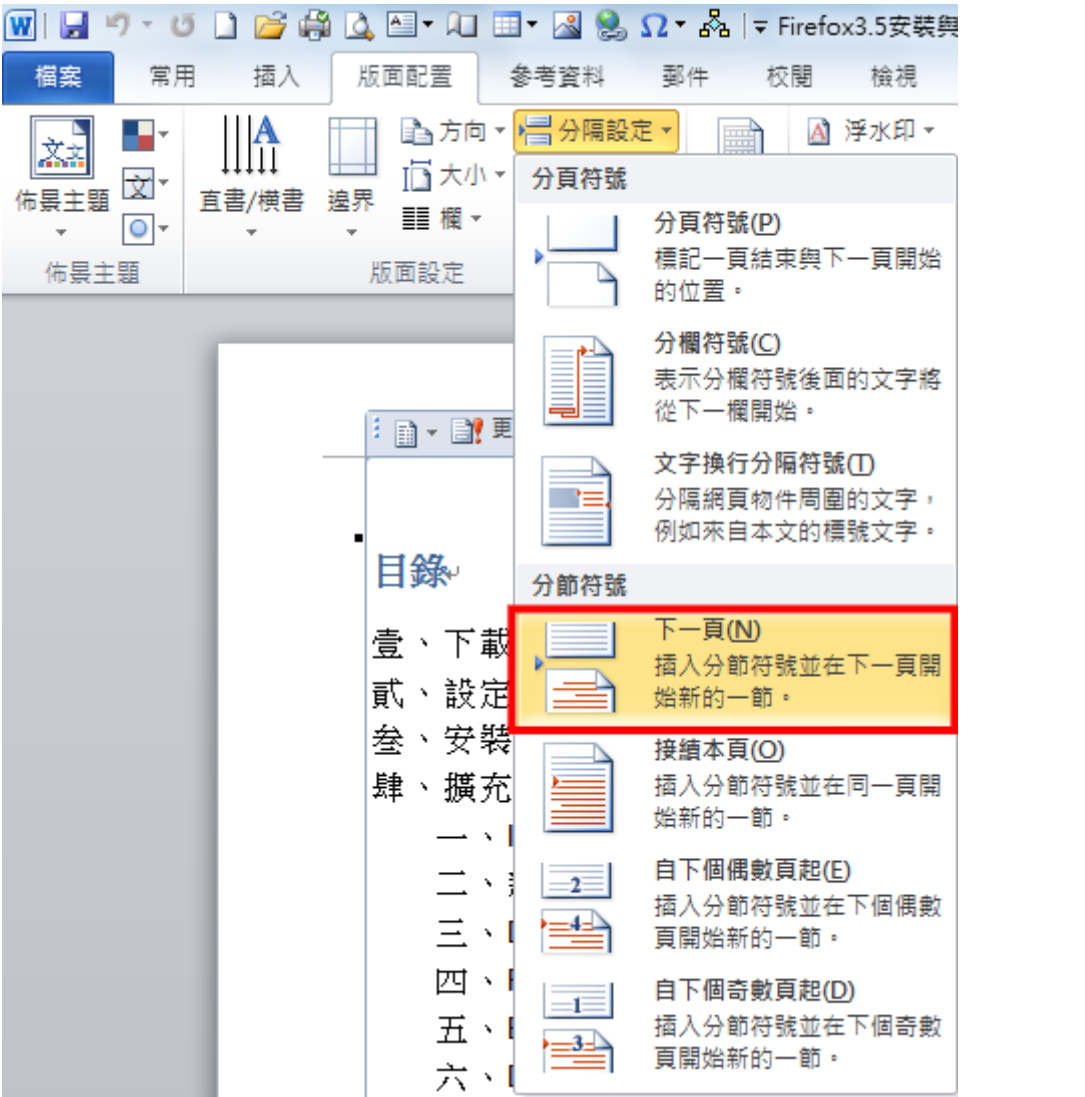 Firefox3.5安裝與
檔案 常用 插入 版面配置 參考資料 郵件 校閱 檢視
佈景主題 直書/橫書 邊界 方向 大小 欄 分隔設定 浮水印
佈景主題 版面設定
分頁符號
分頁符號(P)
標記一頁結束與下一頁開始
的位置。
分欄符號(C)
表示分欄符號後面的文字將
從下一欄開始。
文字換行分隔符號(T)
分隔網頁物件周圍的文字，
例如來自本文的標號文字。
分節符號
下一頁(N)
插入分節符號並在下一頁開
始新的一節。
接續本頁(O)
插入分節符號並在同一頁開
始新的一節。
自下個偶數頁起(E)
插入分節符號並在下個偶數
頁開始新的一節。
自下個奇數頁起(D)
插入分節符號並在下個奇數
頁開始新的一節。
更
目錄
壹、下載
貳、設定
叁、安裝
肆、擴充
一、
二、
三、
四、
五、
六、